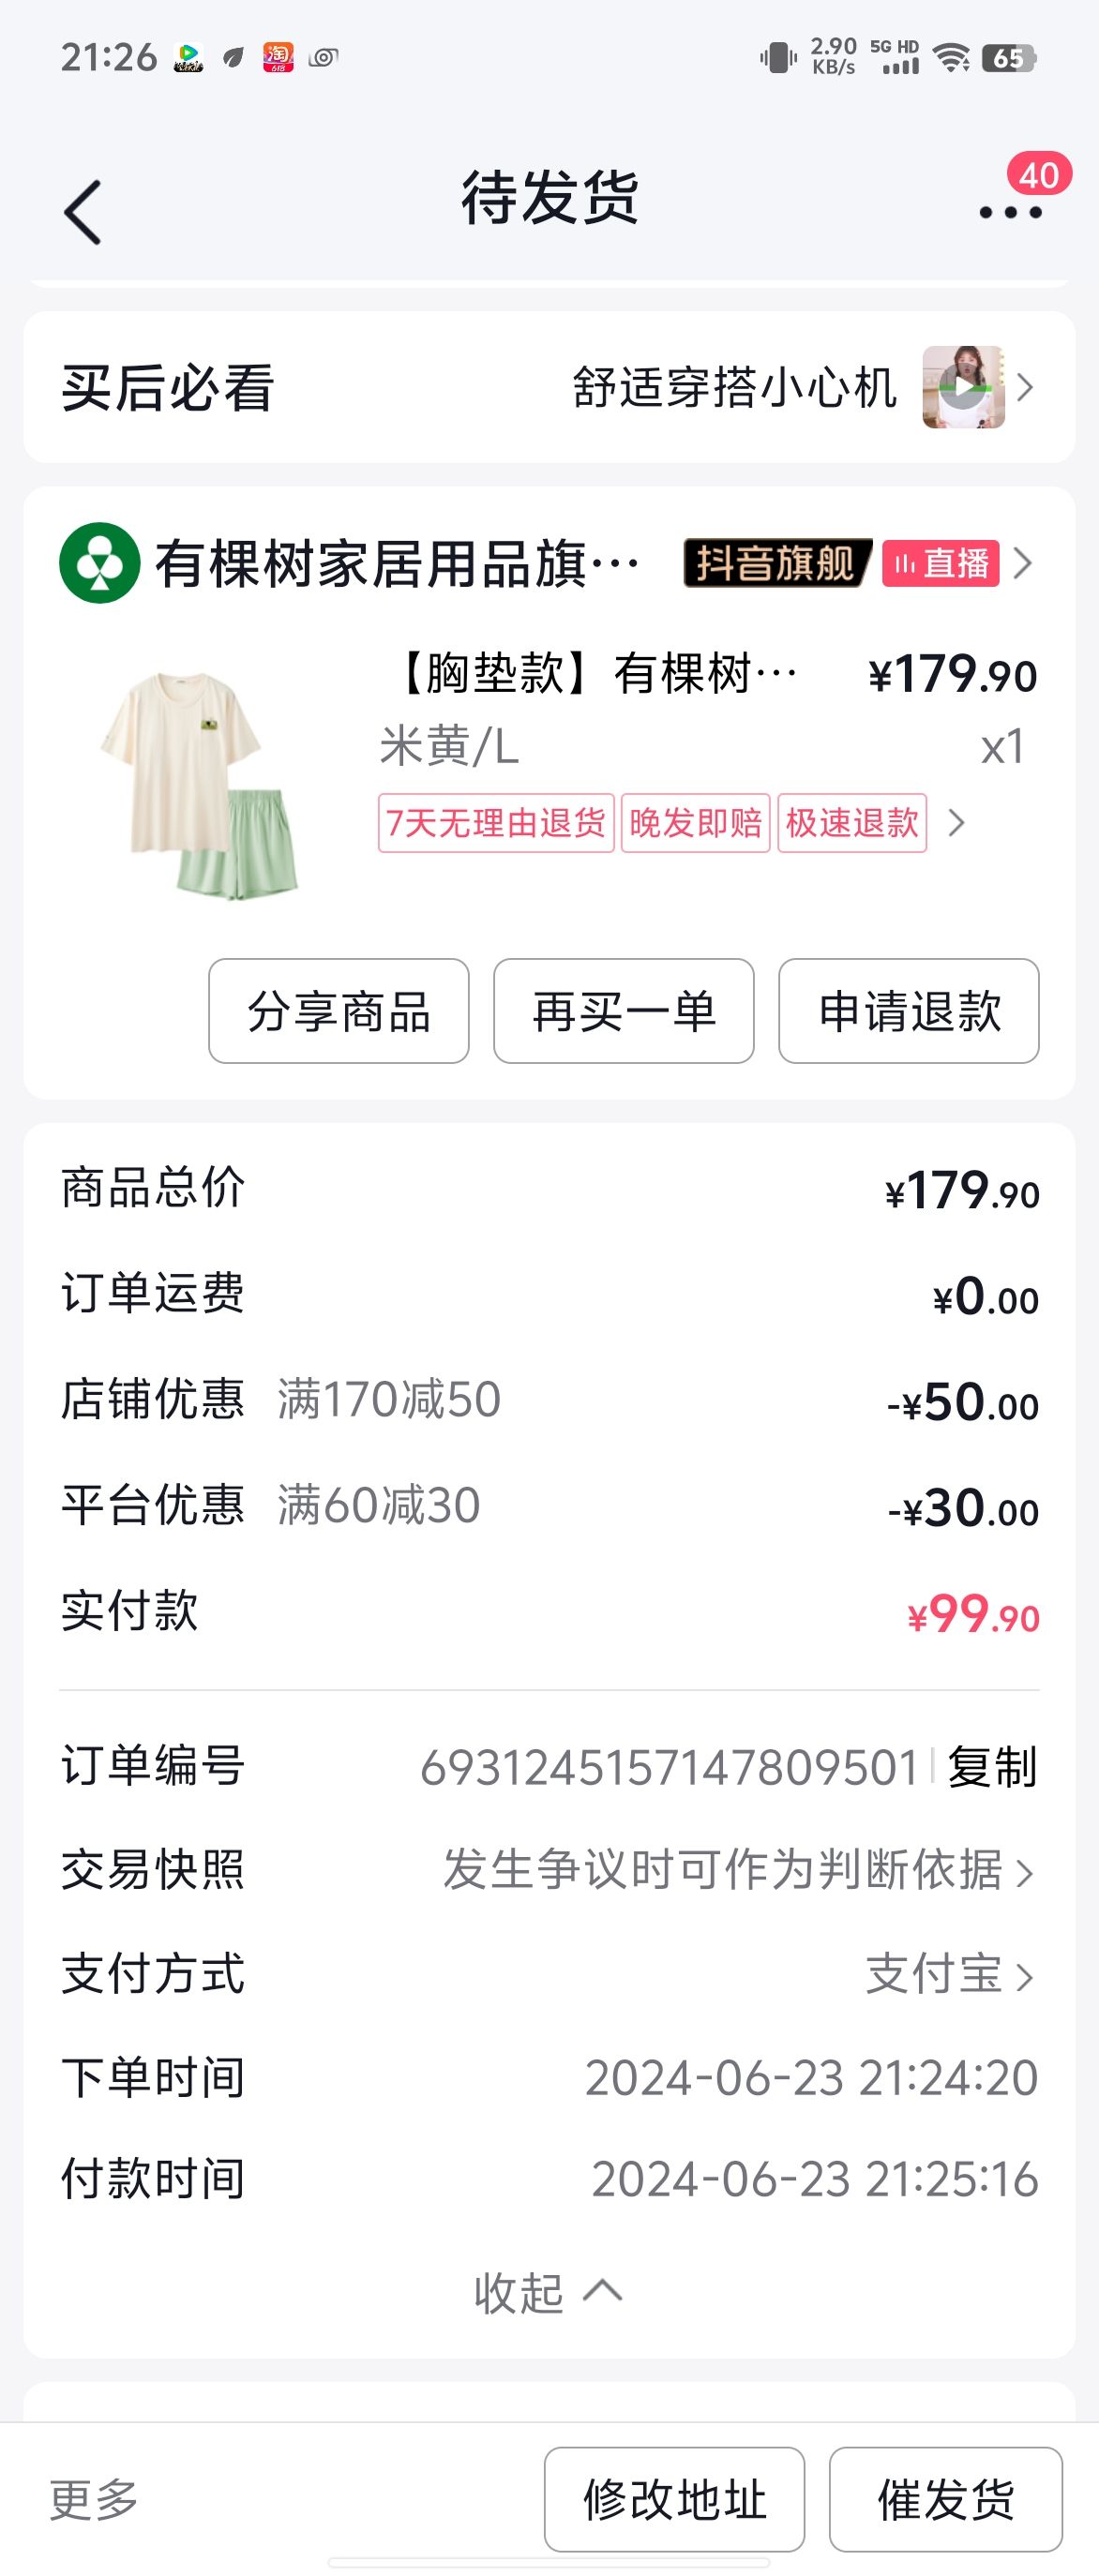 21:26
2.90 KB/s 5G HD 65
待发货
40
买后必看 舒适穿搭小心机
有棵树家居用品旗… 抖音旗舰 直播
【胸垫款】有棵树… ¥179.90
米黄/L x1
7天无理由退货 晚发即赔 极速退款
分享商品 再买一单 申请退款
商品总价 ¥179.90
订单运费 ¥0.00
店铺优惠 满170减50 -¥50.00
平台优惠 满60减30 -¥30.00
实付款 ¥99.90
订单编号 6931245157147809501 复制
交易快照 发生争议时可作为判断依据
支付方式 支付宝
下单时间 2024-06-23 21:24:20
付款时间 2024-06-23 21:25:16
收起
更多 修改地址 催发货